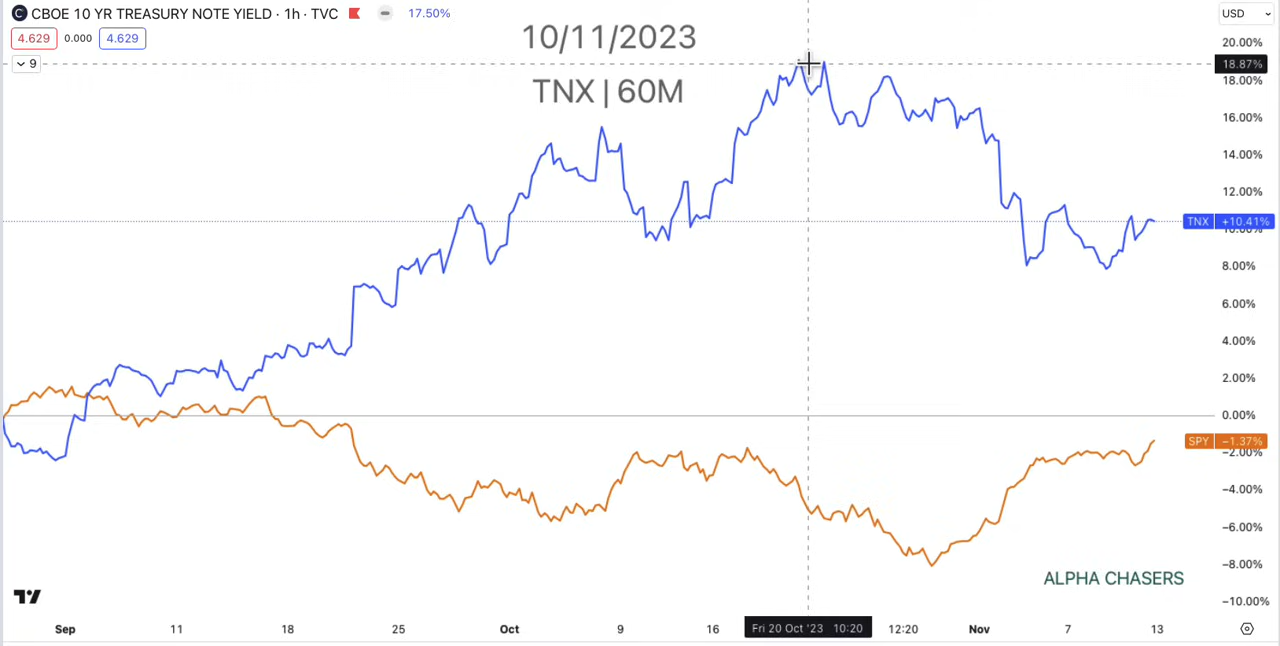 CBOE 10 YR TREASURY NOTE YIELD · 1h · TVC 17.50%
USD
4.629 0.000 4.629
9
10/11/2023
TNX | 60M
20.00%
18.87%
18.00%
16.00%
14.00%
12.00%
TNX +10.41%
10.00%
8.00%
6.00%
4.00%
2.00%
0.00%
SPY −1.37%
−2.00%
−4.00%
−6.00%
−8.00%
ALPHA CHASERS
−10.00%
Sep 11 18 25 Oct 9 16 Fri 20 Oct '23 10:20 12:20 Nov 7 13